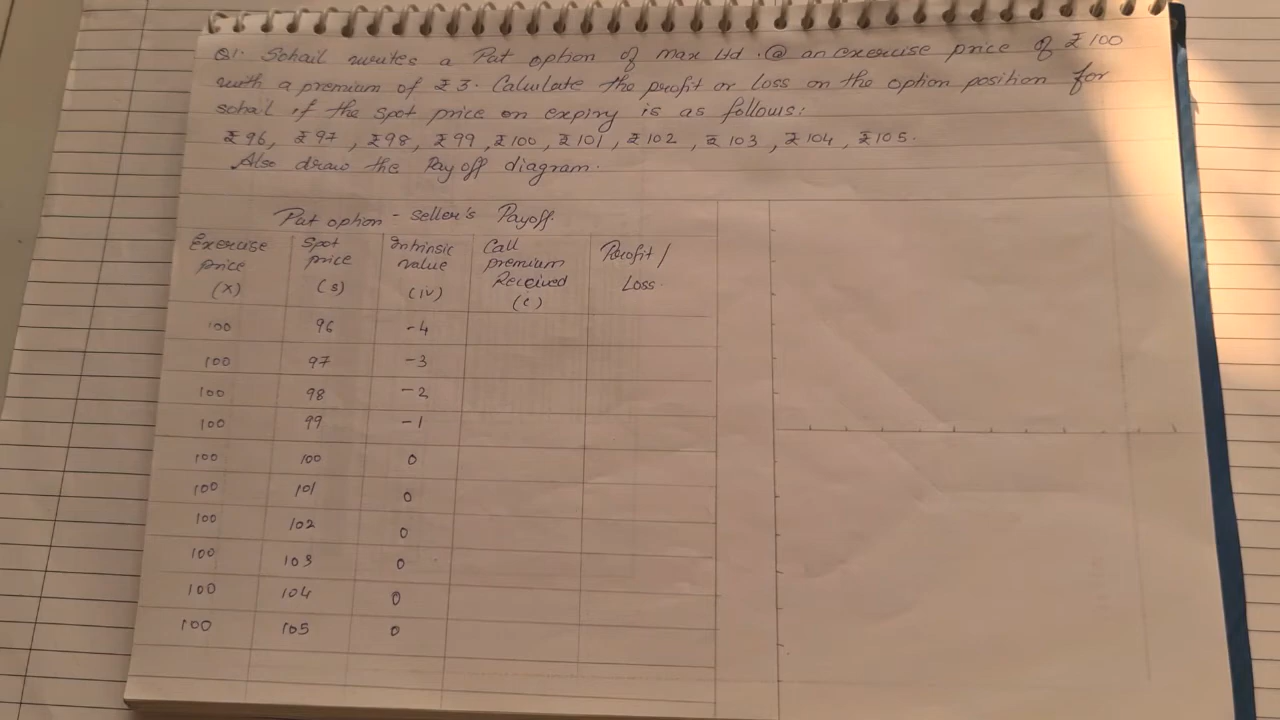 Q1. Sohail writes a Put option of Max Ltd. @ an exercise price of ₹100
with a premium of ₹3. Calculate the profit or Loss on the option position for
sohail if the spot price on expiry is as follows:
₹96, ₹97, ₹98, ₹99, ₹100, ₹101, ₹102, ₹103, ₹104, ₹105.
Also draw the Pay off diagram.
Put option - seller's Payoff.
Exercise price (X) Spot price (S) Intrinsic value (IV) Call premium Received (C) Profit / Loss
100 96 -4
100 97 -3
100 98 -2
100 99 -1
100 100 0
100 101 0
100 102 0
100 103 0
100 104 0
100 105 0